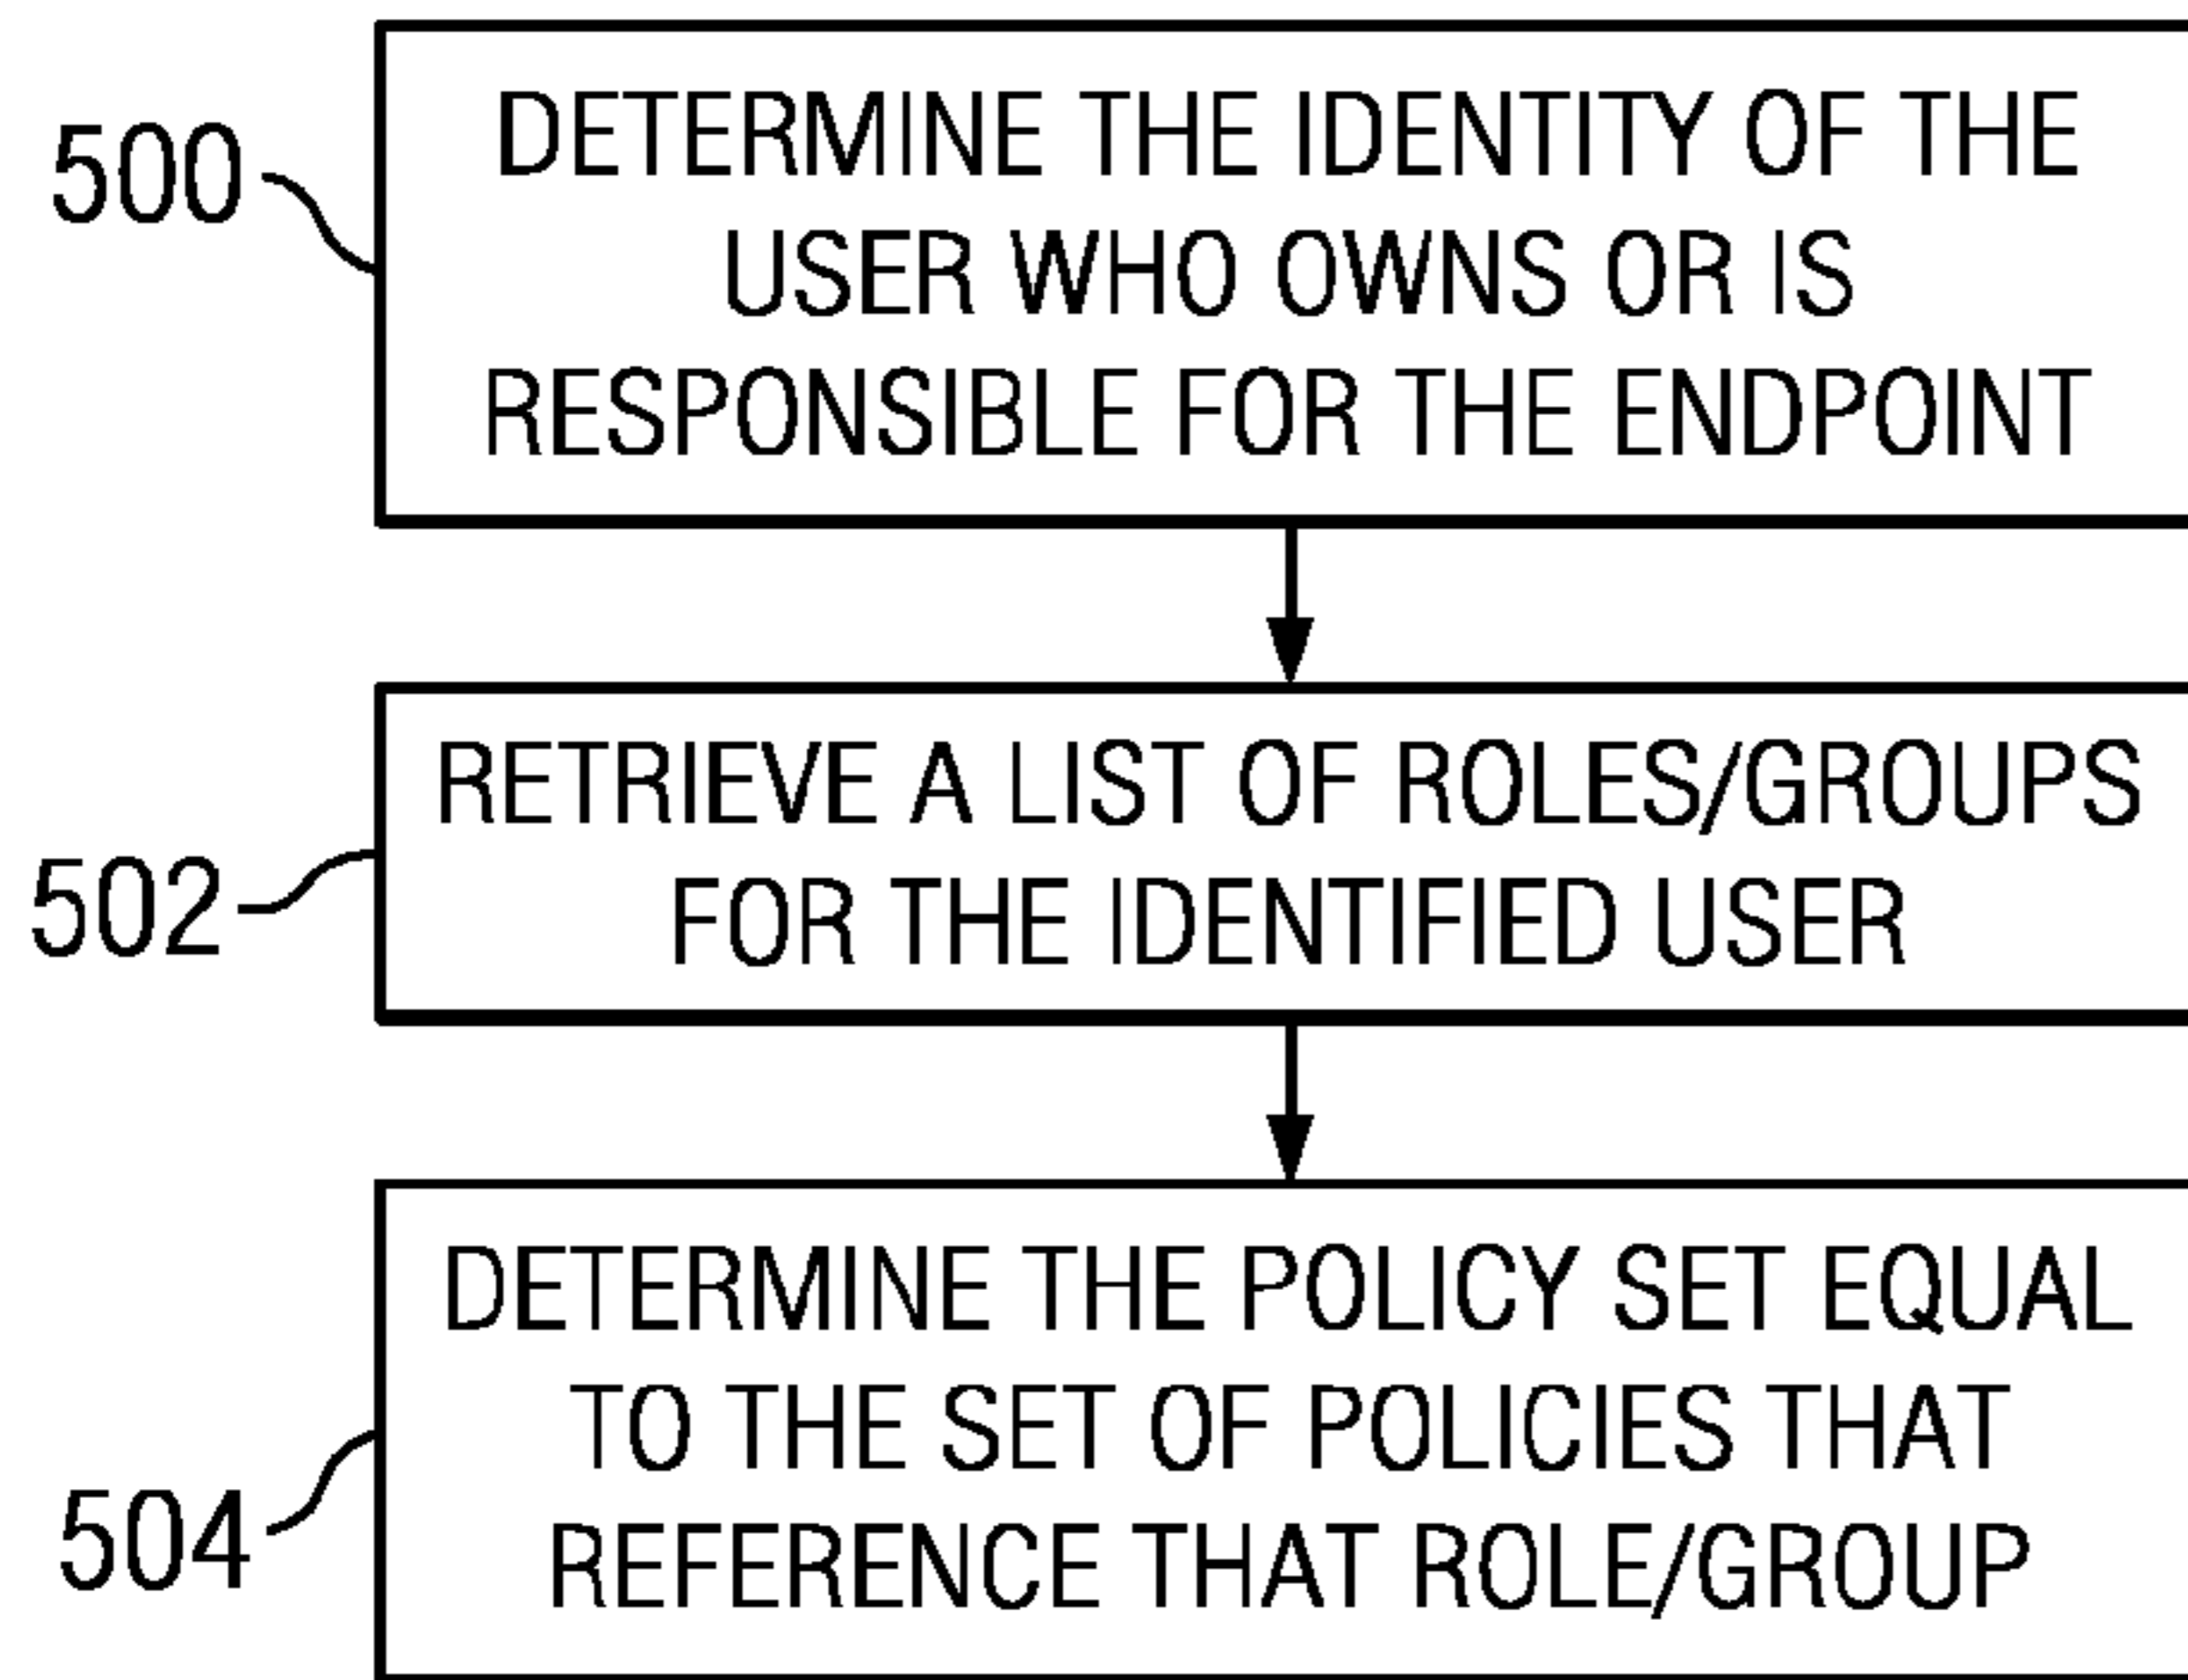 500
DETERMINE THE IDENTITY OF THE
USER WHO OWNS OR IS
RESPONSIBLE FOR THE ENDPOINT
502
RETRIEVE A LIST OF ROLES/GROUPS
FOR THE IDENTIFIED USER
504
DETERMINE THE POLICY SET EQUAL
TO THE SET OF POLICIES THAT
REFERENCE THAT ROLE/GROUP